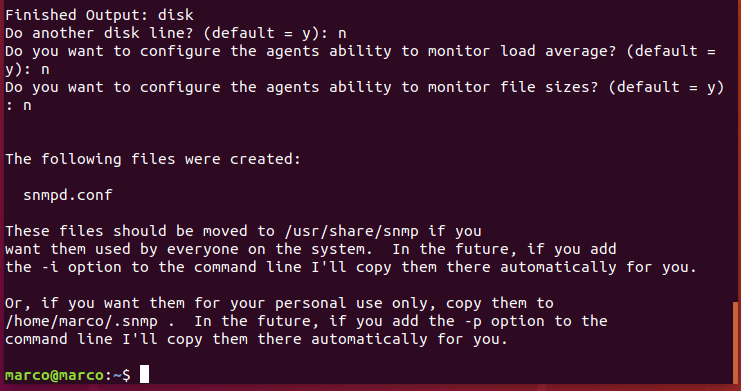 Finished Output: disk
Do another disk line? (default = y): n
Do you want to configure the agents ability to monitor load average? (default =
y): n
Do you want to configure the agents ability to monitor file sizes? (default = y)
: n
The following files were created:
snmpd.conf
These files should be moved to /usr/share/snmp if you
want them used by everyone on the system.  In the future, if you add
the -i option to the command line I'll copy them there automatically for you.
Or, if you want them for your personal use only, copy them to
/home/marco/.snmp .  In the future, if you add the -p option to the
command line I'll copy them there automatically for you.
marco@marco:~$